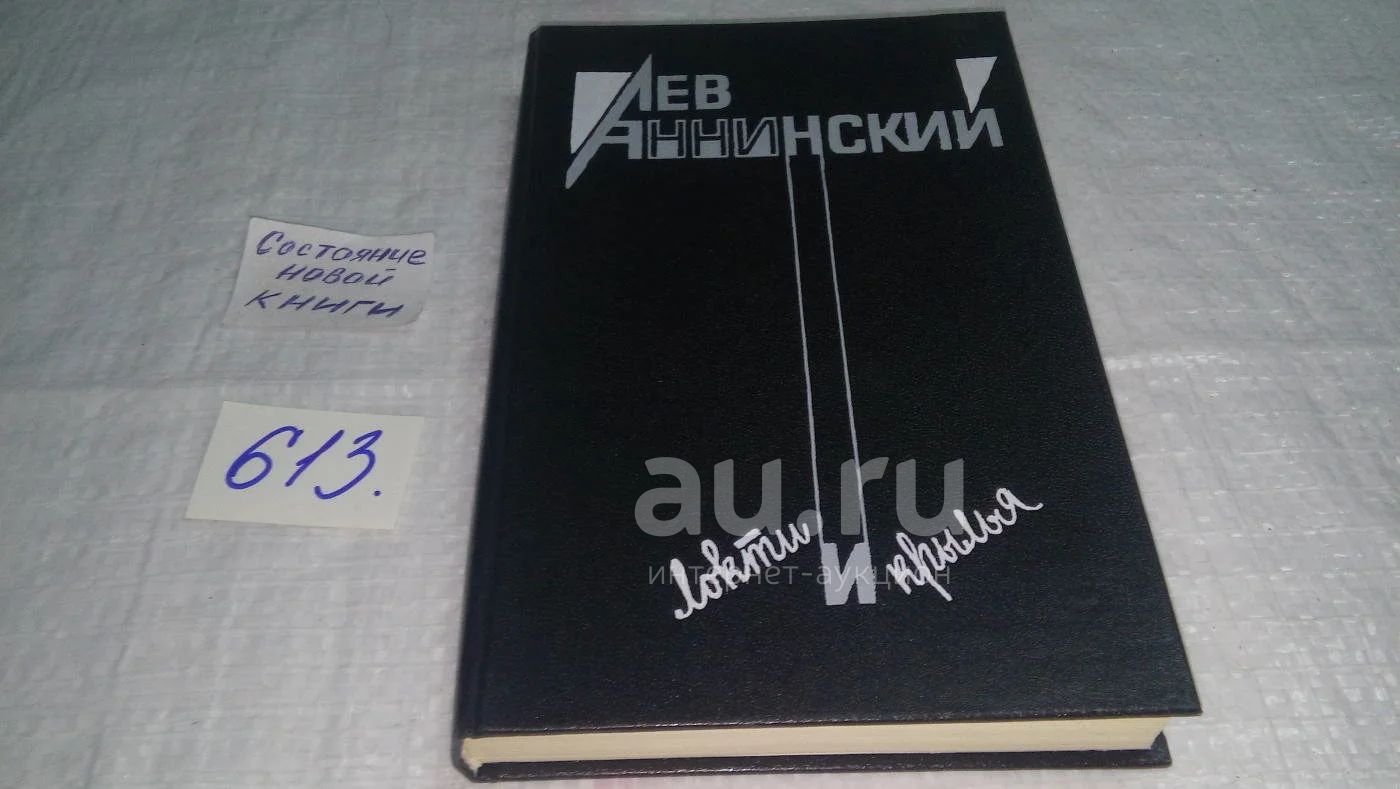 ЛЕВ
АННИНСКИЙ
Локти И крылья
Состояние
новой
книги
613.
au.ru
интернет-аукцион